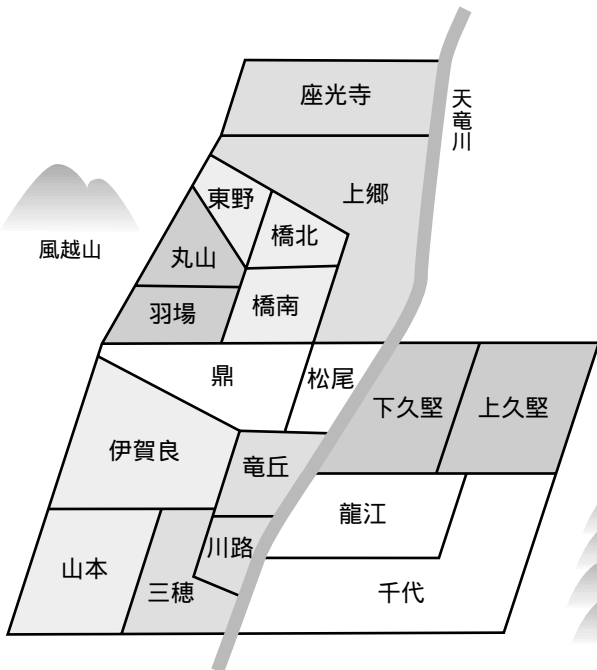 座光寺
天竜川
上郷
東野
橋北
風越山
丸山
羽場
橋南
鼎
松尾
下久堅
上久堅
伊賀良
竜丘
龍江
川路
山本
三穂
千代